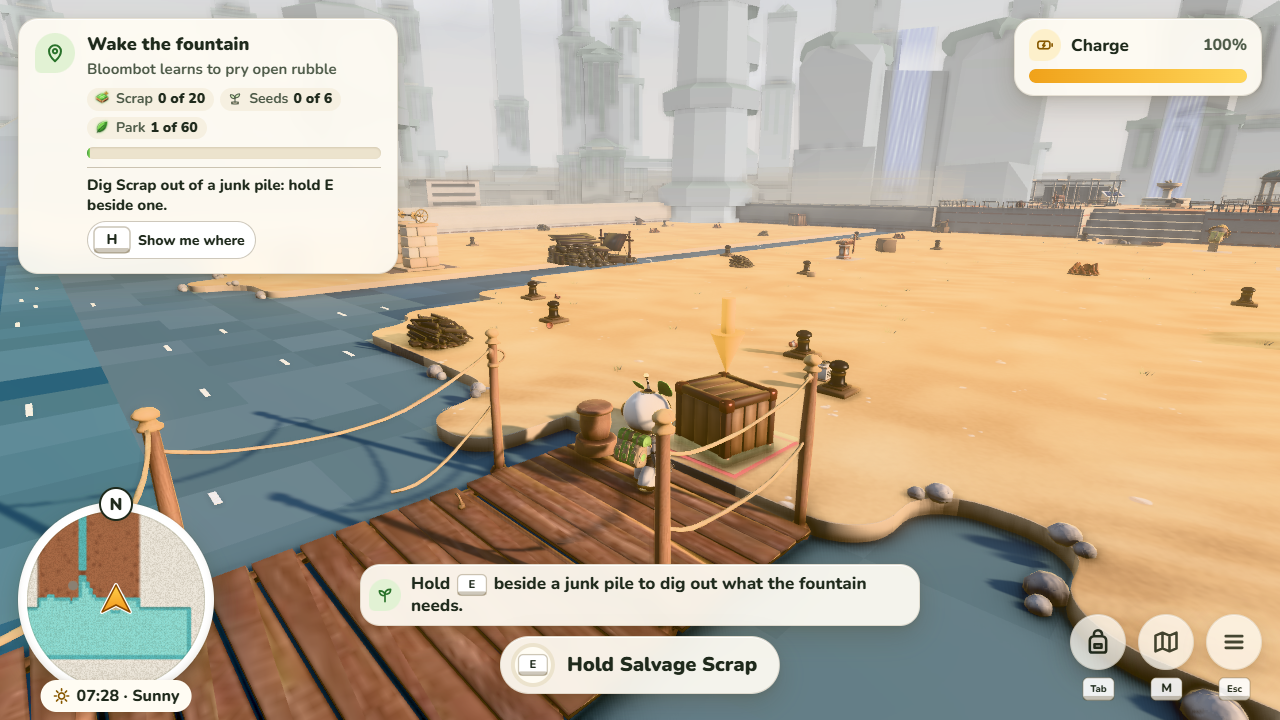 Wake the fountain
Bloombot learns to pry open rubble
Scrap 0 of 20
Seeds 0 of 6
Park 1 of 60
Dig Scrap out of a junk pile: hold E
beside one.
H Show me where
Charge 100%
N
07:28 · Sunny
Hold E beside a junk pile to dig out what the fountain
needs.
E Hold Salvage Scrap
Tab
M
Esc